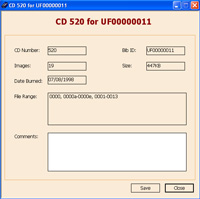 CD 520 for UF00000011
CD 520 for UF00000011
CD Number: 520 Bib ID: UF00000011
Images: 19 Size: 447KB
Date Burned: 07/08/1998
File Range: 0000, 0000a-0000e, 0001-0013
Comments:
Save Close